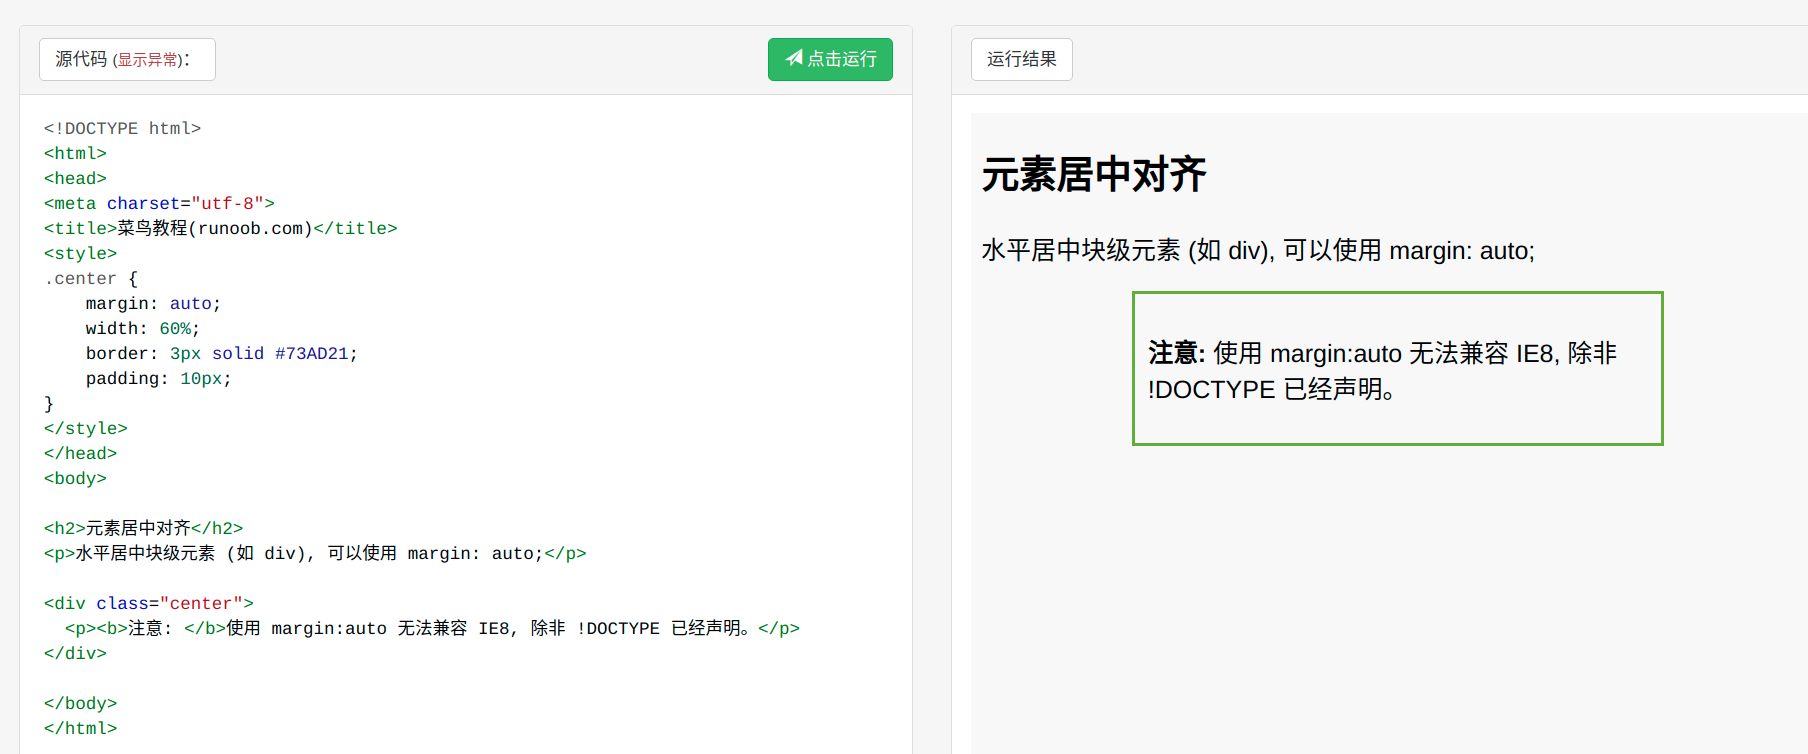 源代码 (显示异常)：
点击运行
<!DOCTYPE html>
<html>
<head>
<meta charset="utf-8">
<title>菜鸟教程(runoob.com)</title>
<style>
.center {
    margin: auto;
    width: 60%;
    border: 3px solid #73AD21;
    padding: 10px;
}
</style>
</head>
<body>
<h2>元素居中对齐</h2>
<p>水平居中块级元素 (如 div), 可以使用 margin: auto;</p>
<div class="center">
  <p><b>注意: </b>使用 margin:auto 无法兼容 IE8, 除非 !DOCTYPE 已经声明。</p>
</div>
</body>
</html>
运行结果
元素居中对齐
水平居中块级元素 (如 div), 可以使用 margin: auto;
注意: 使用 margin:auto 无法兼容 IE8, 除非
!DOCTYPE 已经声明。